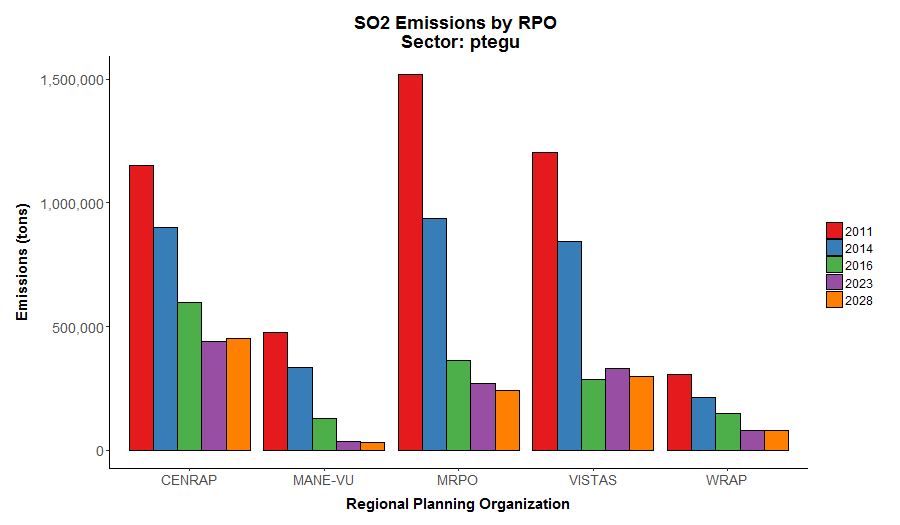 SO2 Emissions by RPO
Sector: ptegu
Emissions (tons)
1,500,000
1,000,000
500,000
0
CENRAP
MANE-VU
MRPO
VISTAS
WRAP
Regional Planning Organization
2011
2014
2016
2023
2028